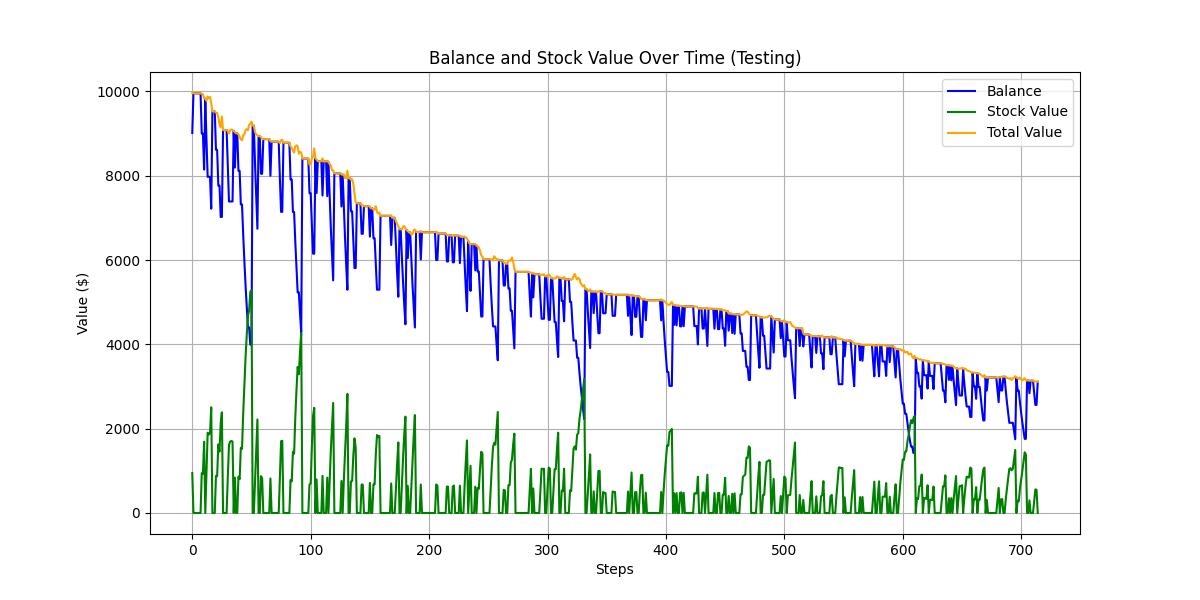 Balance and Stock Value Over Time (Testing)
Balance
Stock Value
Total Value
Value ($)
10000
8000
6000
4000
2000
0
0 100 200 300 400 500 600 700
Steps